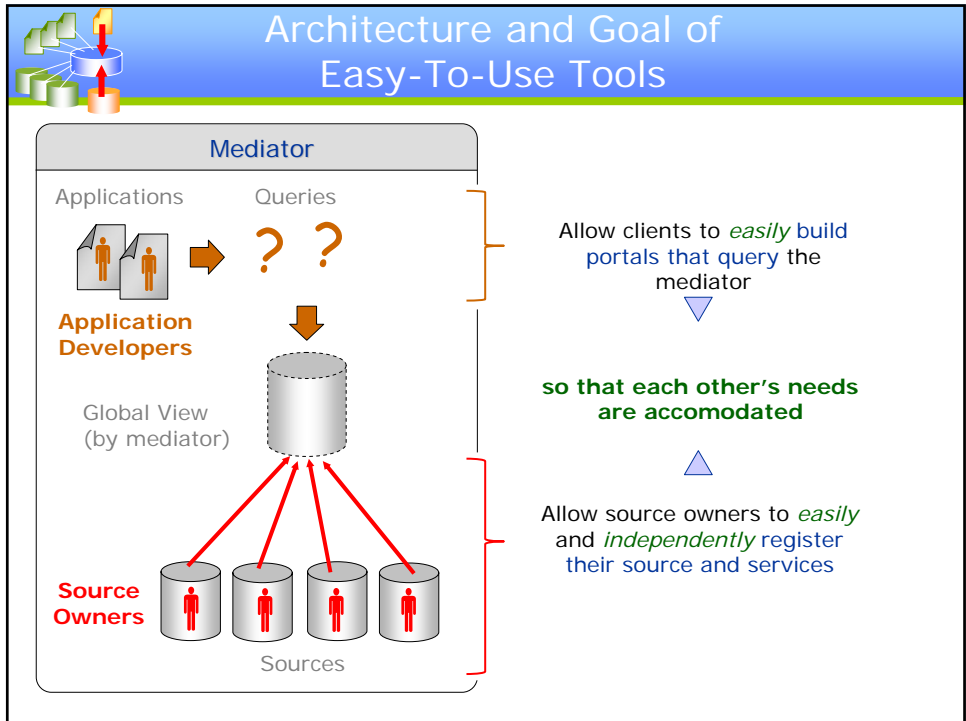 Architecture and Goal of
Easy-To-Use Tools
Mediator
Applications
Queries
? ?
Application
Developers
Global View
(by mediator)
Source
Owners
Sources
Allow clients to easily build
portals that query the
mediator
so that each other's needs
are accomodated
Allow source owners to easily
and independently register
their source and services